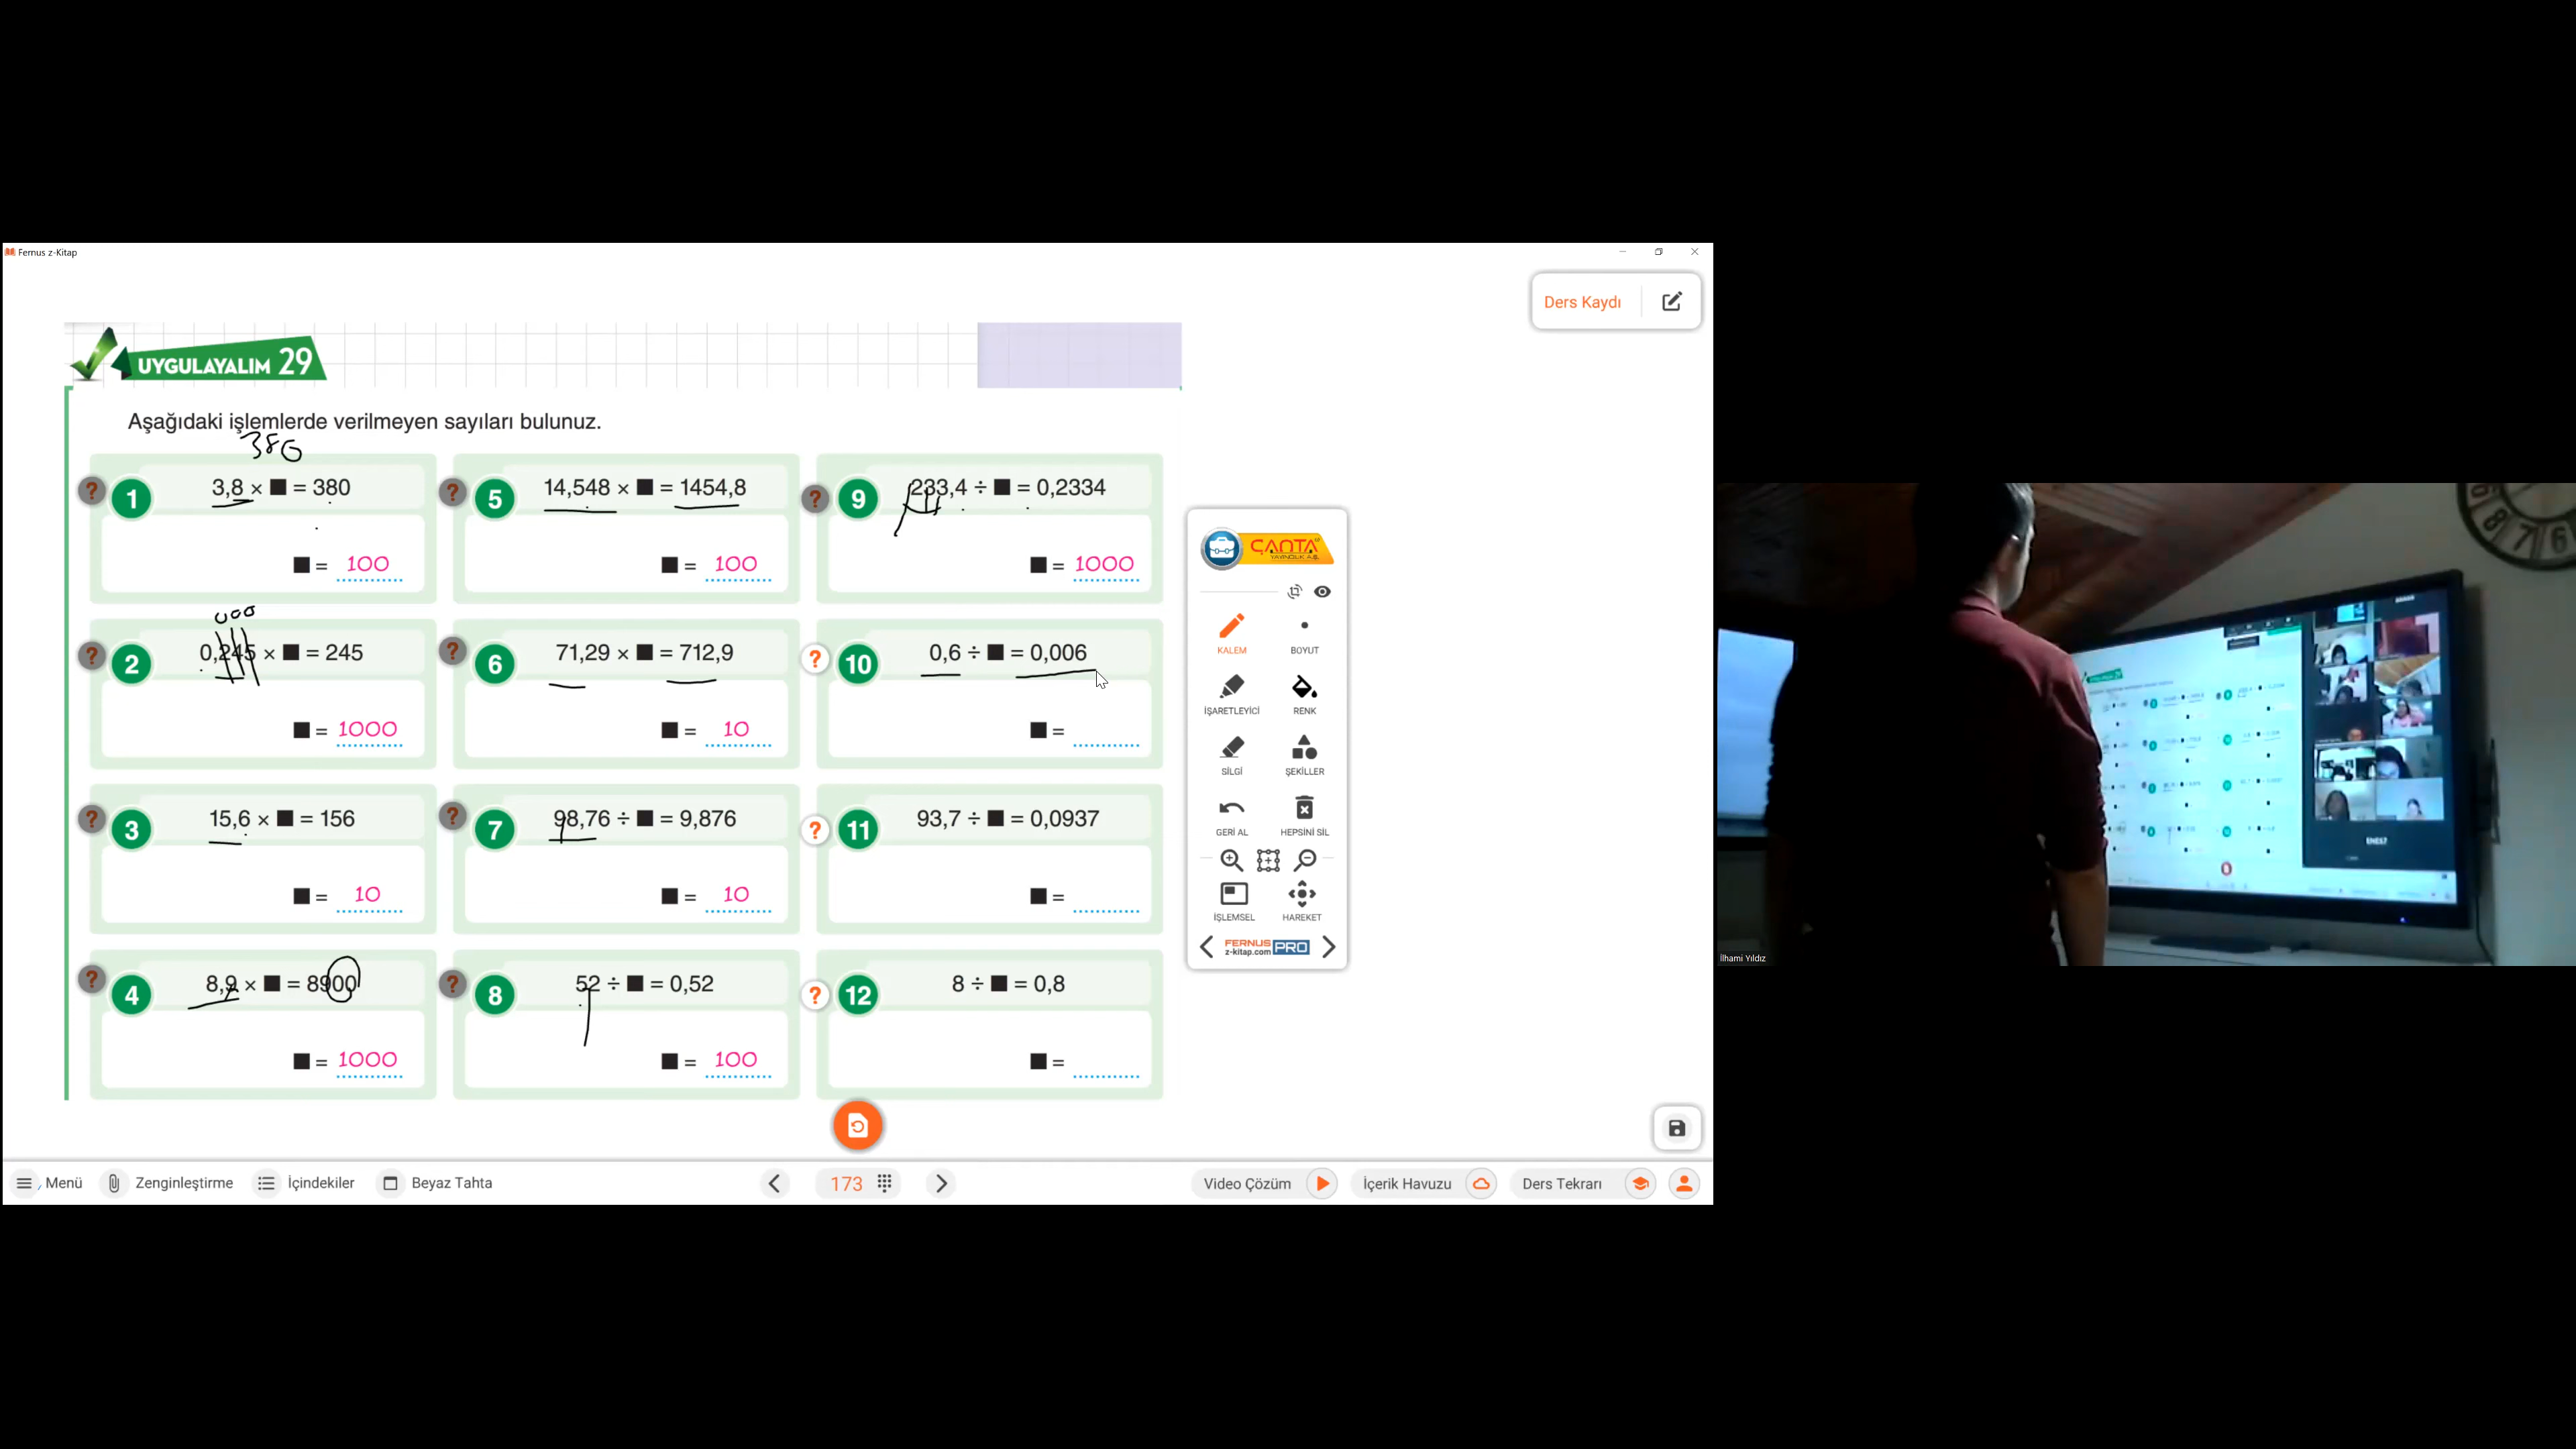 Fernus z-Kitap
Ders Kaydı
UYGULAYALIM 29
Aşağıdaki işlemlerde verilmeyen sayıları bulunuz.
380
? 1 3,8 × ■ = 380
■ = 100
000
? 2 0,245 × ■ = 245
■ = 1000
? 3 15,6 × ■ = 156
■ = 10
? 4 8,9 × ■ = 8900
■ = 1000
? 5 14,548 × ■ = 1454,8
■ = 100
? 6 71,29 × ■ = 712,9
■ = 10
? 7 98,76 ÷ ■ = 9,876
■ = 10
? 8 52 ÷ ■ = 0,52
■ = 100
? 9 233,4 ÷ ■ = 0,2334
■ = 1000
? 10 0,6 ÷ ■ = 0,006
■ =
? 11 93,7 ÷ ■ = 0,0937
■ =
? 12 8 ÷ ■ = 0,8
■ =
ÇANTA
YAYINCILIK A.Ş.
KALEM BOYUT
İŞARETLEYİCİ RENK
SİLGİ ŞEKİLLER
GERİ AL HEPSİNİ SİL
İŞLEMSEL HAREKET
FERNUS PRO
z-kitap.com
Menü Zenginleştirme İçindekiler Beyaz Tahta 173 Video Çözüm İçerik Havuzu Ders Tekrarı
İlhami Yıldız